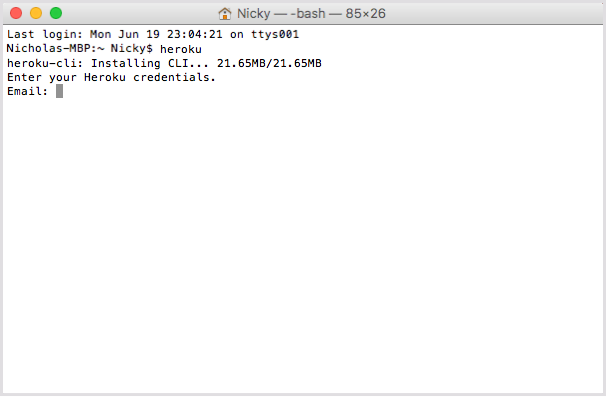 Nicky — -bash — 85×26
Last login: Mon Jun 19 23:04:21 on ttys001
Nicholas-MBP:~ Nicky$ heroku
heroku-cli: Installing CLI... 21.65MB/21.65MB
Enter your Heroku credentials.
Email: